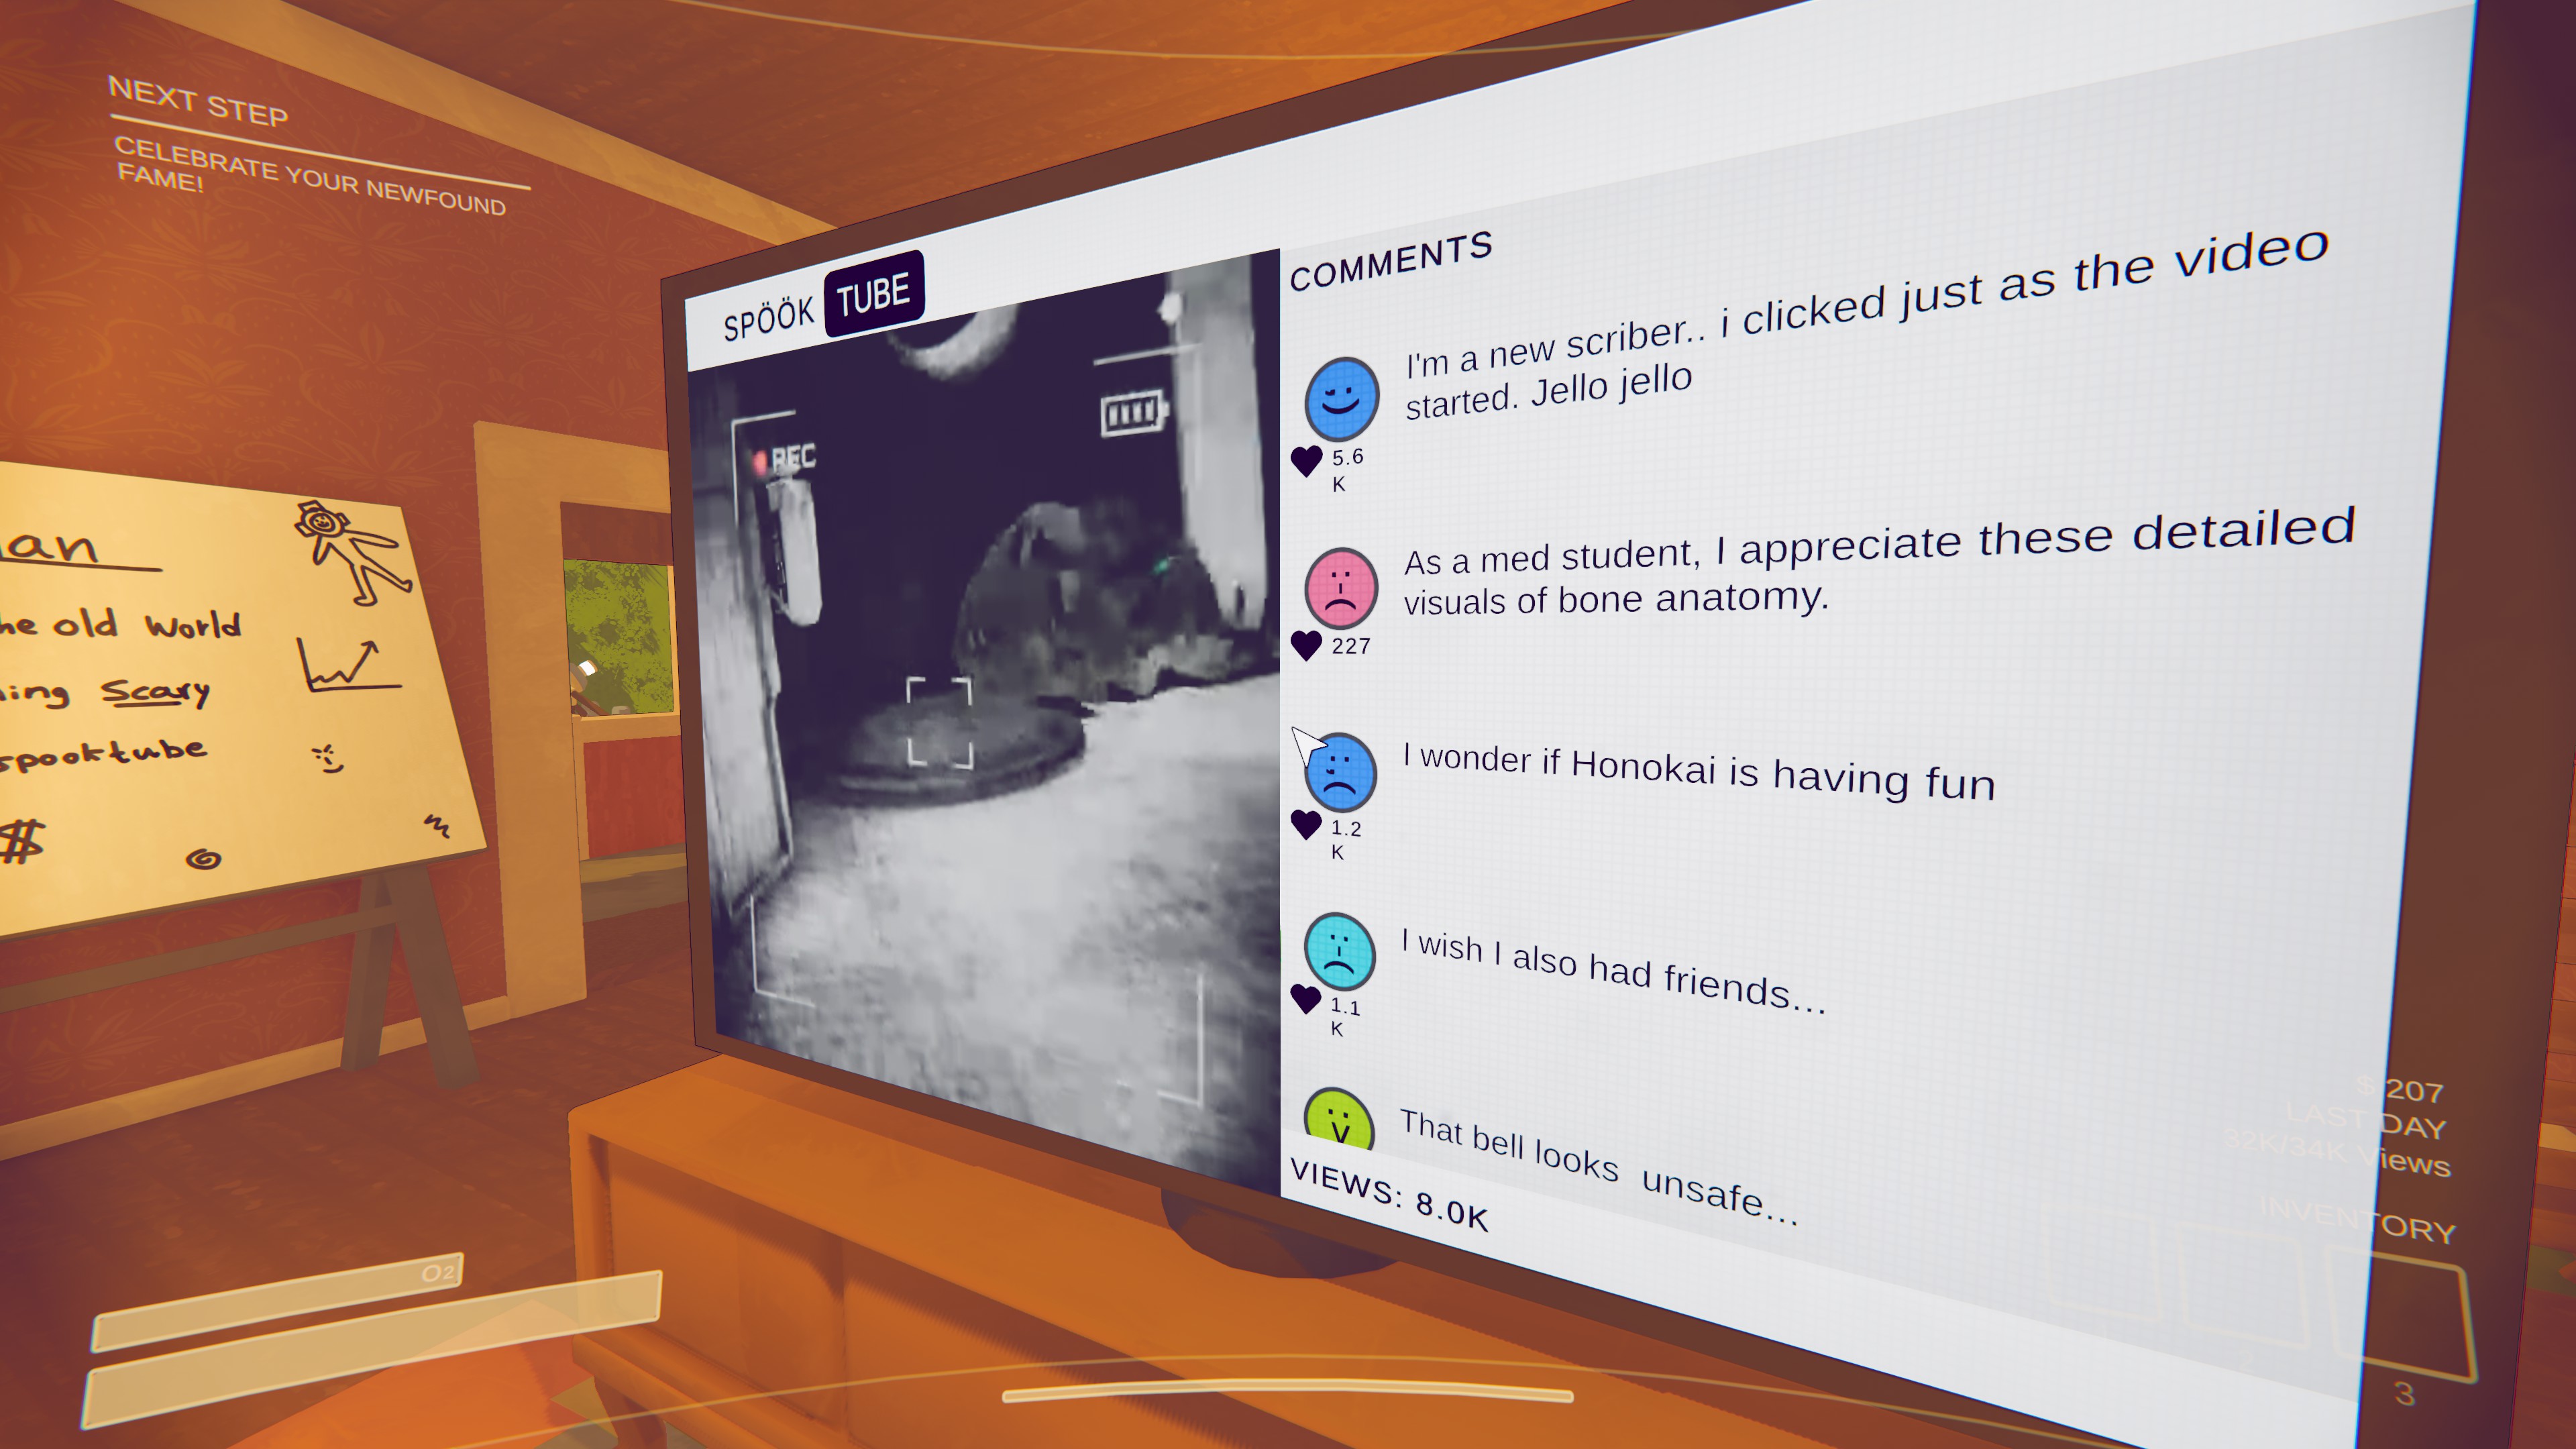 NEXT STEP
CELEBRATE YOUR NEWFOUND
FAME!
an
he old World
ing Scary
spooktube
$
SPÖÖK TUBE
REC
COMMENTS
I'm a new scriber.. i clicked just as the video
started. Jello jello
5.6
K
As a med student, I appreciate these detailed
visuals of bone anatomy.
227
I wonder if Honokai is having fun
1.2
K
I wish I also had friends...
1.1
K
That bell looks unsafe...
VIEWS: 8.0K
$ 207
LAST DAY
32K/34K Views
INVENTORY
3
O2